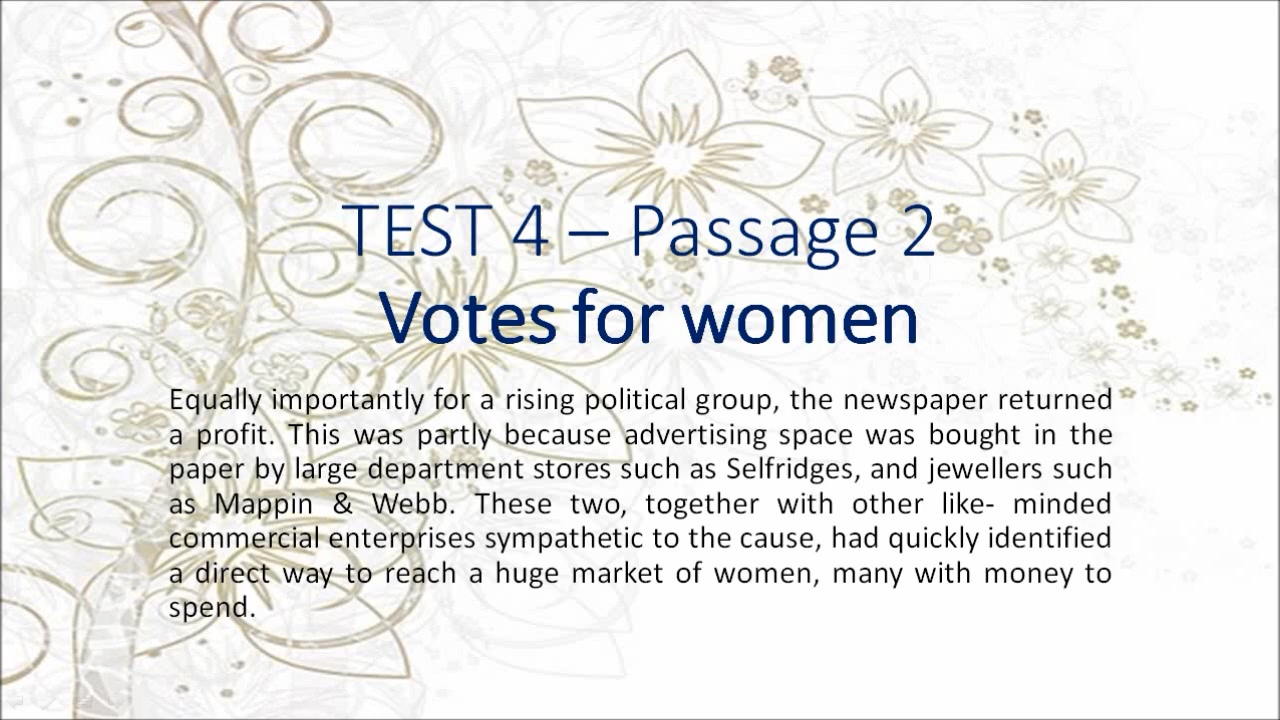 TEST 4 – Passage 2
Votes for women
Equally importantly for a rising political group, the newspaper returned
a profit. This was partly because advertising space was bought in the
paper by large department stores such as Selfridges, and jewellers such
as Mappin & Webb. These two, together with other like- minded
commercial enterprises sympathetic to the cause, had quickly identified
a direct way to reach a huge market of women, many with money to
spend.